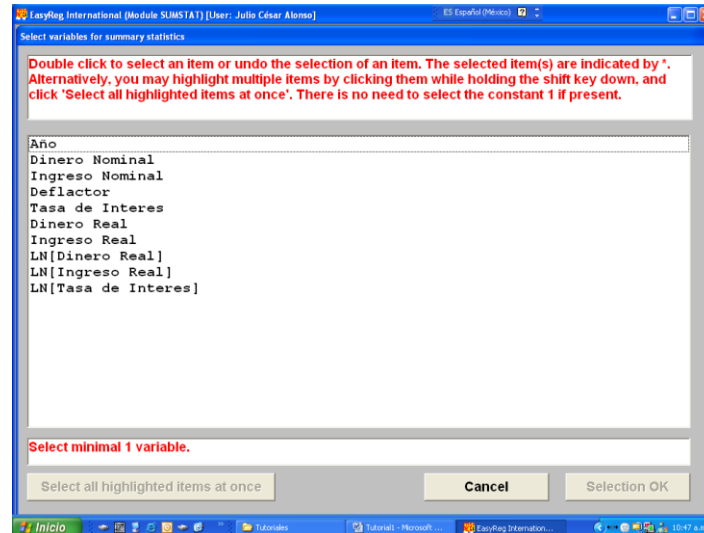 EasyReg International (Module SUMSTAT) [User: Julio César Alonso]
ES Español (México)
Select variables for summary statistics
Double click to select an item or undo the selection of an item. The selected item(s) are indicated by *.
Alternatively, you may highlight multiple items by clicking them while holding the shift key down, and
click 'Select all highlighted items at once'. There is no need to select the constant 1 if present.
Año
Dinero Nominal
Ingreso Nominal
Deflactor
Tasa de Interes
Dinero Real
Ingreso Real
LN[Dinero Real]
LN[Ingreso Real]
LN[Tasa de Interes]
Select minimal 1 variable.
Select all highlighted items at once
Cancel
Selection OK
Inicio
Tutoriales
Tutorial1 - Microsoft ...
EasyReg Internation...
10:47 a.m.